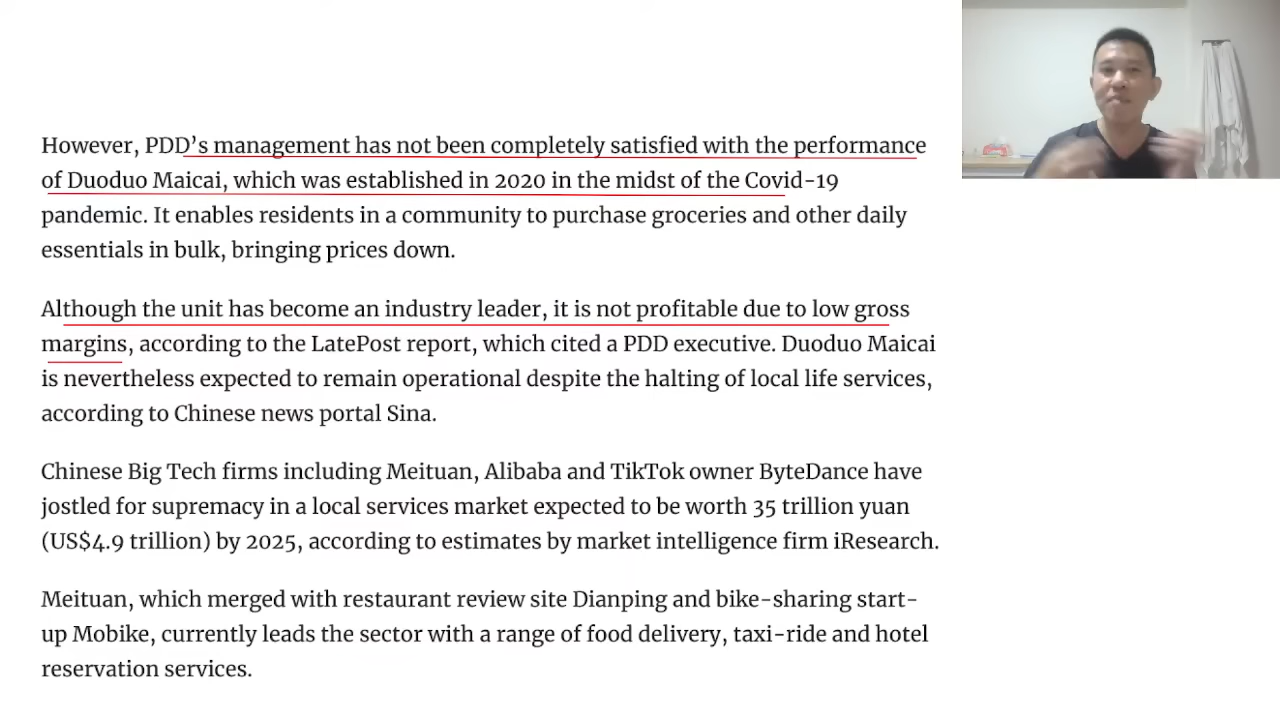 However, PDD’s management has not been completely satisfied with the performance
of Duoduo Maicai, which was established in 2020 in the midst of the Covid-19
pandemic. It enables residents in a community to purchase groceries and other daily
essentials in bulk, bringing prices down.
Although the unit has become an industry leader, it is not profitable due to low gross
margins, according to the LatePost report, which cited a PDD executive. Duoduo Maicai
is nevertheless expected to remain operational despite the halting of local life services,
according to Chinese news portal Sina.
Chinese Big Tech firms including Meituan, Alibaba and TikTok owner ByteDance have
jostled for supremacy in a local services market expected to be worth 35 trillion yuan
(US$4.9 trillion) by 2025, according to estimates by market intelligence firm iResearch.
Meituan, which merged with restaurant review site Dianping and bike-sharing start-
up Mobike, currently leads the sector with a range of food delivery, taxi-ride and hotel
reservation services.